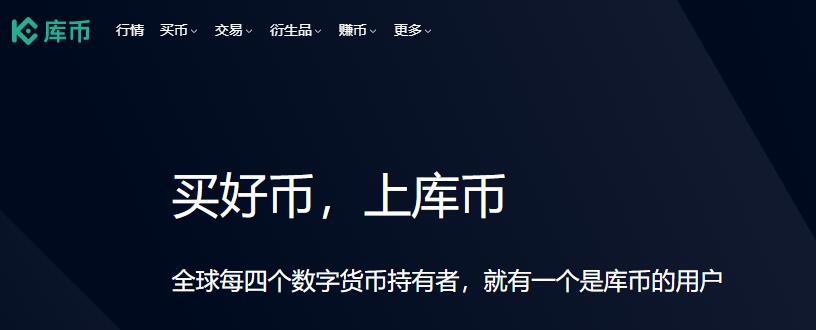 库币 行情 买币 交易 衍生品 赚币 更多
买好币，上库币
全球每四个数字货币持有者，就有一个是库币的用户